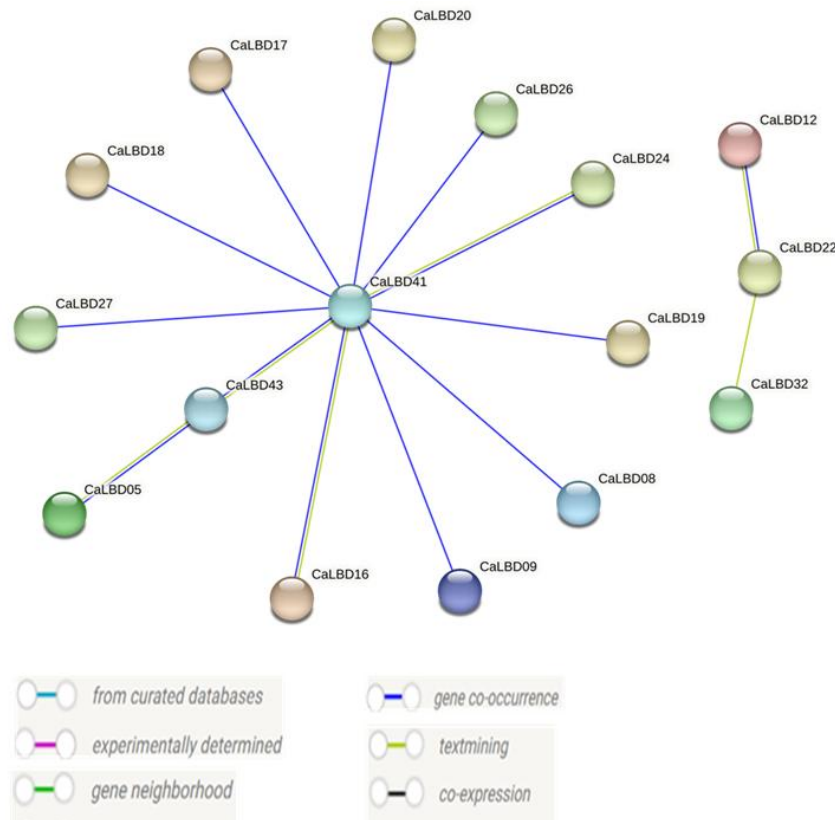 CaLBD20
CaLBD17
CaLBD26
CaLBD12
CaLBD18
CaLBD24
CaLBD22
CaLBD41
CaLBD27
CaLBD19
CaLBD43
CaLBD32
CaLBD05
CaLBD08
CaLBD16
CaLBD09
from curated databases
gene co-occurrence
experimentally determined
textmining
gene neighborhood
co-expression